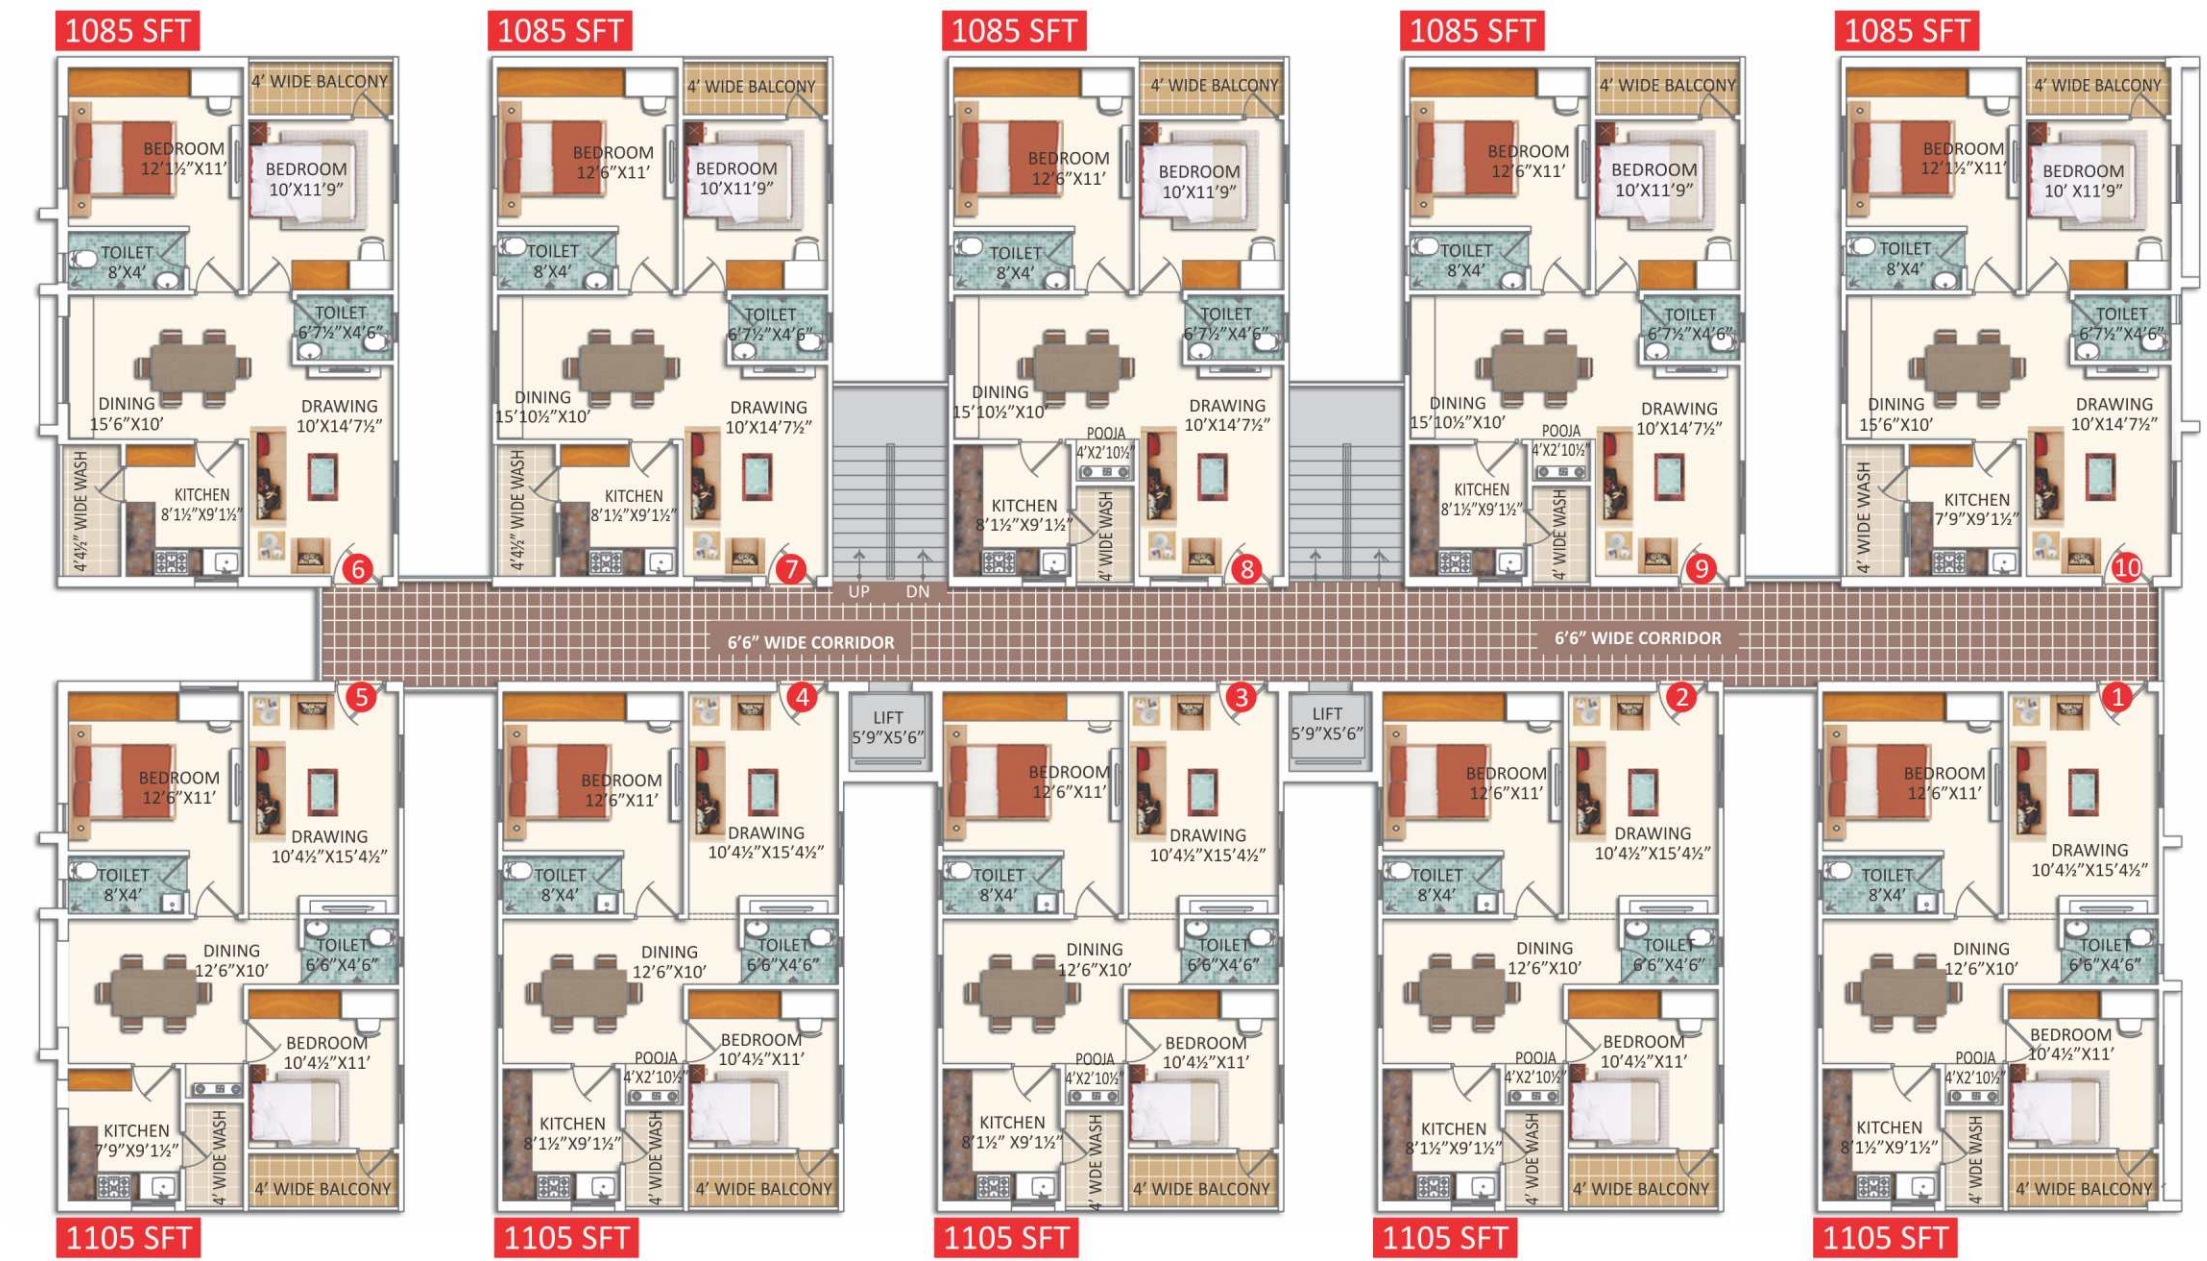 1085 SFT
1085 SFT
1085 SFT
1085 SFT
1085 SFT
4' WIDE BALCONY
BEDROOM
12'1½"X11'
BEDROOM
10'X11'9"
TOILET
8'X4'
TOILET
6'7½"X4'6"
DINING
15'6"X10'
DRAWING
10'X14'7½"
4'4½" WIDE WASH
KITCHEN
8'1½"X9'1½"
6
4' WIDE BALCONY
BEDROOM
12'6"X11'
BEDROOM
10'X11'9"
TOILET
8'X4'
TOILET
6'7½"X4'6"
DINING
15'10½"X10'
DRAWING
10'X14'7½"
4'4½" WIDE WASH
KITCHEN
8'1½"X9'1½"
7
4' WIDE BALCONY
BEDROOM
12'6"X11'
BEDROOM
10'X11'9"
TOILET
8'X4'
TOILET
6'7½"X4'6"
DINING
15'10½"X10'
DRAWING
10'X14'7½"
POOJA
4'X2'10½"
KITCHEN
8'1½"X9'1½"
4' WIDE WASH
8
4' WIDE BALCONY
BEDROOM
12'6"X11'
BEDROOM
10'X11'9"
TOILET
8'X4'
TOILET
6'7½"X4'6"
DINING
15'10½"X10'
DRAWING
10'X14'7½"
POOJA
4'X2'10½"
KITCHEN
8'1½"X9'1½"
4' WIDE WASH
9
4' WIDE BALCONY
BEDROOM
12'1½"X11'
BEDROOM
10' X11'9"
TOILET
8'X4'
TOILET
6'7½"X4'6"
DINING
15'6"X10'
DRAWING
10'X14'7½"
4' WIDE WASH
KITCHEN
7'9"X9'1½"
10
UP DN
6'6" WIDE CORRIDOR
6'6" WIDE CORRIDOR
5
BEDROOM
12'6"X11'
DRAWING
10'4½"X15'4½"
TOILET
8'X4'
DINING
12'6"X10'
TOILET
6'6"X4'6"
BEDROOM
10'4½"X11'
KITCHEN
7'9"X9'1½"
4' WIDE WASH
4' WIDE BALCONY
4
BEDROOM
12'6"X11'
DRAWING
10'4½"X15'4½"
TOILET
8'X4'
DINING
12'6"X10'
TOILET
6'6"X4'6"
BEDROOM
10'4½"X11'
POOJA
4'X2'10½"
KITCHEN
8'1½"X9'1½"
4' WIDE WASH
4' WIDE BALCONY
LIFT
5'9"X5'6"
3
BEDROOM
12'6"X11'
DRAWING
10'4½"X15'4½"
TOILET
8'X4'
DINING
12'6"X10'
TOILET
6'6"X4'6"
BEDROOM
10'4½"X11'
POOJA
4'X2'10½"
KITCHEN
8'1½" X9'1½"
4' WIDE WASH
4' WIDE BALCONY
LIFT
5'9"X5'6"
2
BEDROOM
12'6"X11'
DRAWING
10'4½"X15'4½"
TOILET
8'X4'
DINING
12'6"X10'
TOILET
6'6"X4'6"
BEDROOM
10'4½"X11'
POOJA
4'X2'10½"
KITCHEN
8'1½"X9'1½"
4' WIDE WASH
4' WIDE BALCONY
1
BEDROOM
12'6"X11'
DRAWING
10'4½"X15'4½"
TOILET
8'X4'
DINING
12'6"X10'
TOILET
6'6"X4'6"
BEDROOM
10'4½"X11'
POOJA
4'X2'10½"
KITCHEN
8'1½"X9'1½"
4' WIDE WASH
4' WIDE BALCONY
1105 SFT
1105 SFT
1105 SFT
1105 SFT
1105 SFT